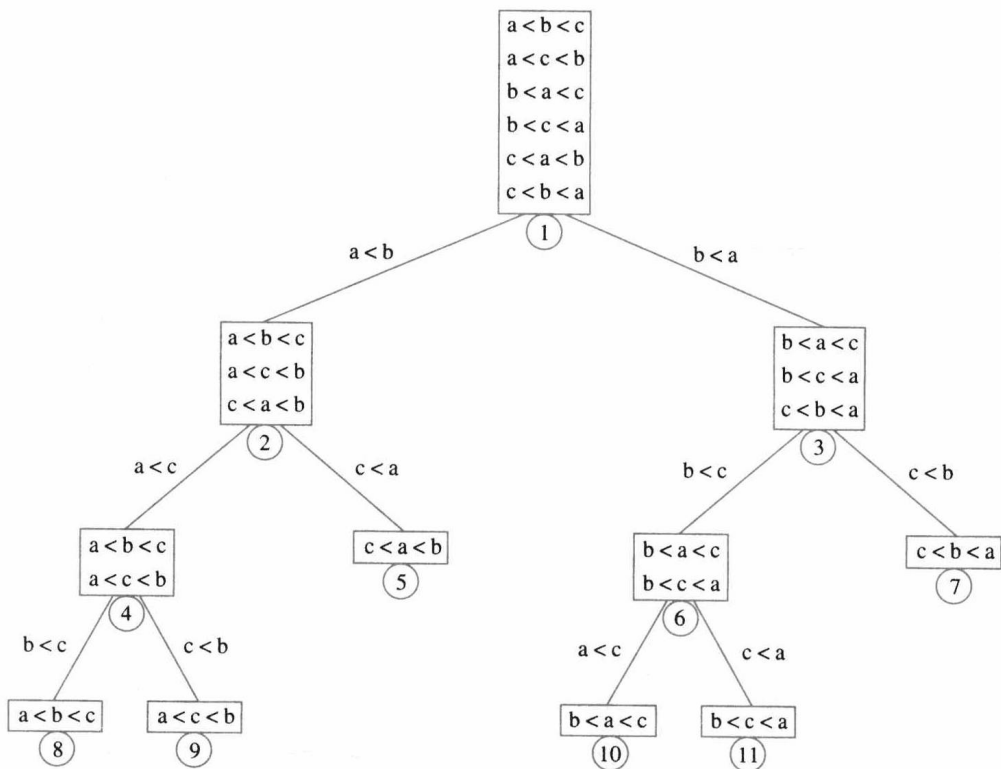 a < b < c
a < c < b
b < a < c
b < c < a
c < a < b
c < b < a
1
a < b
b < a
a < b < c
a < c < b
c < a < b
2
b < a < c
b < c < a
c < b < a
3
a < c
c < a
b < c
c < b
a < b < c
a < c < b
4
c < a < b
5
b < a < c
b < c < a
6
c < b < a
7
b < c
c < b
a < c
c < a
a < b < c
8
a < c < b
9
b < a < c
10
b < c < a
11